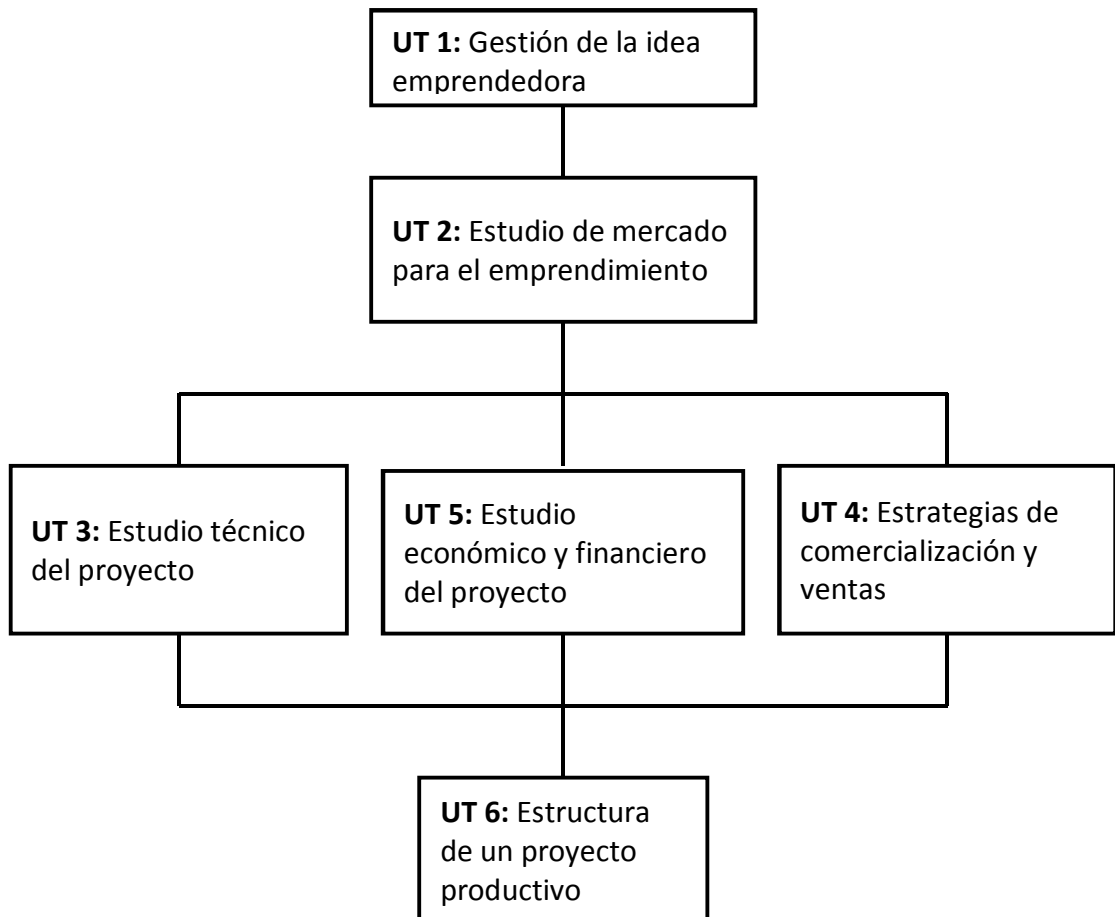 UT 1: Gestión de la idea
emprendedora
UT 2: Estudio de mercado
para el emprendimiento
UT 3: Estudio técnico
del proyecto
UT 5: Estudio
económico y financiero
del proyecto
UT 4: Estrategias de
comercialización y
ventas
UT 6: Estructura
de un proyecto
productivo